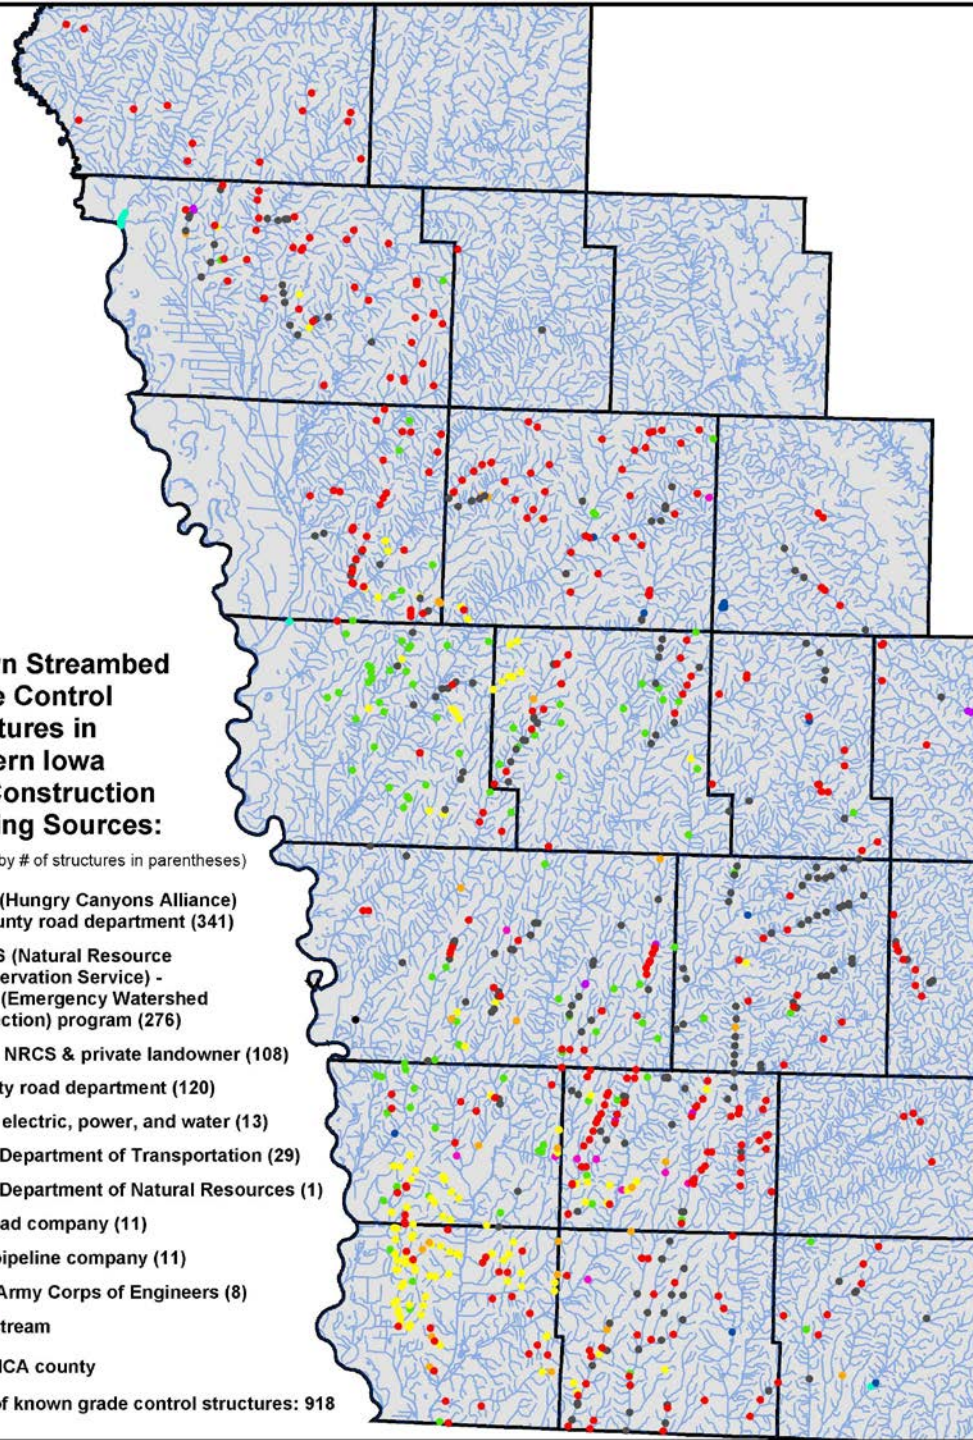 n Streambed
e Control
tures in
ern Iowa
Construction
ing Sources:
by # of structures in parentheses)
(Hungry Canyons Alliance)
unty road department (341)
S (Natural Resource
servation Service) -
(Emergency Watershed
ction) program (276)
NRCS & private landowner (108)
ty road department (120)
electric, power, and water (13)
Department of Transportation (29)
Department of Natural Resources (1)
ad company (11)
pipeline company (11)
Army Corps of Engineers (8)
tream
ICA county
of known grade control structures: 918